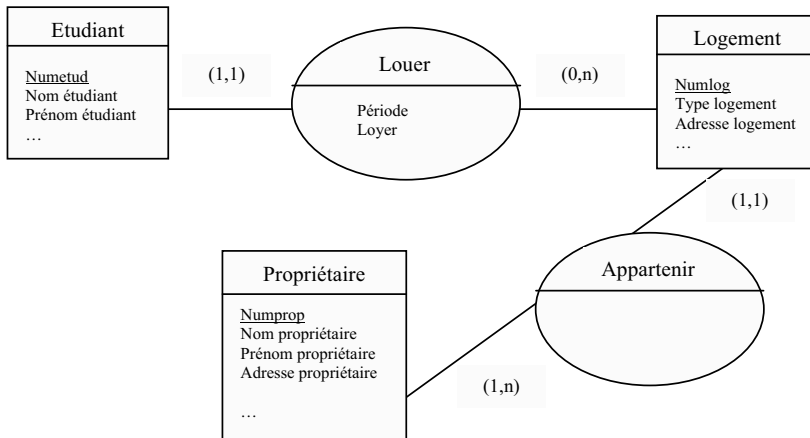 Etudiant
Numetud
Nom étudiant
Prénom étudiant
…
(1,1)
Louer
Période
Loyer
(0,n)
Logement
Numlog
Type logement
Adresse logement
…
(1,1)
Appartenir
Propriétaire
Numprop
Nom propriétaire
Prénom propriétaire
Adresse propriétaire
…
(1,n)